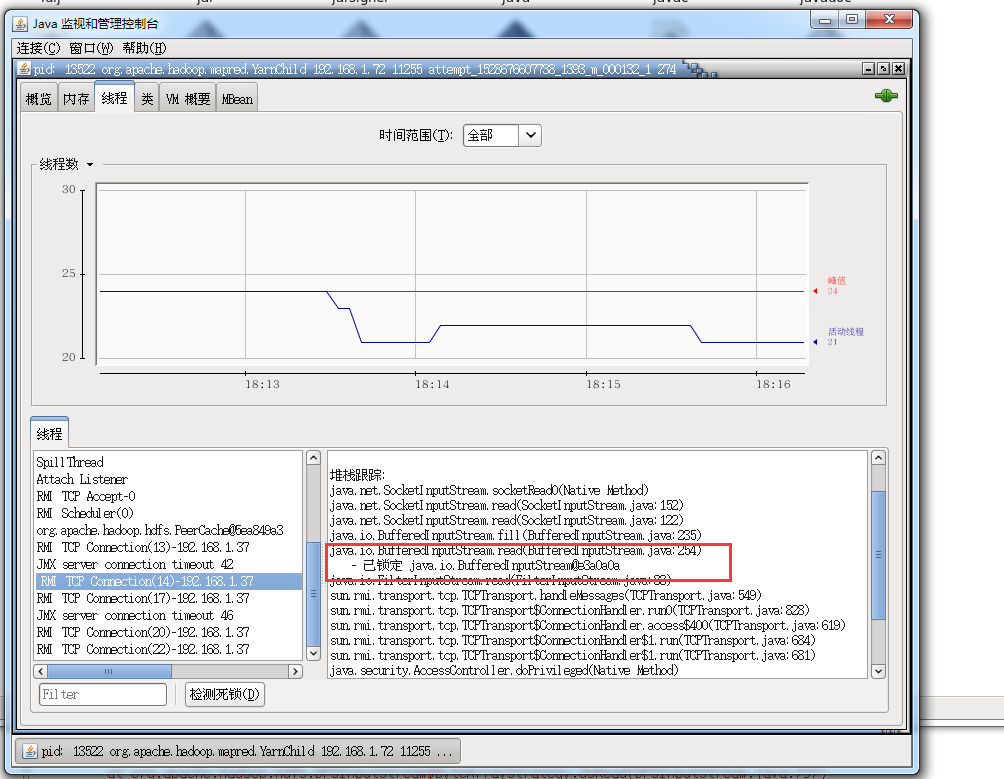 java
Java 监视和管理控制台
连接(C) 窗口(W) 帮助(H)
pid: 13522 org.apache.hadoop.mapred.YarnChild 192.168.1.72 11255 attempt_1528676607738_1393_m_000132_1 274
概览 内存 线程 类 VM 概要 MBean
时间范围(T): 全部
线程数
30
25
20
峰值
24
活动线程
21
18:13 18:14 18:15 18:16
线程
SpillThread
Attach Listener
RMI TCP Accept-0
RMI Scheduler(0)
org.apache.hadoop.hdfs.PeerCache@5ea849a3
RMI TCP Connection(13)-192.168.1.37
JMX server connection timeout 42
RMI TCP Connection(14)-192.168.1.37
RMI TCP Connection(17)-192.168.1.37
JMX server connection timeout 46
RMI TCP Connection(20)-192.168.1.37
RMI TCP Connection(22)-192.168.1.37
堆栈跟踪:
java.net.SocketInputStream.socketRead0(Native Method)
java.net.SocketInputStream.read(SocketInputStream.java:152)
java.net.SocketInputStream.read(SocketInputStream.java:122)
java.io.BufferedInputStream.fill(BufferedInputStream.java:235)
java.io.BufferedInputStream.read(BufferedInputStream.java:254)
- 已锁定 java.io.BufferedInputStream@e3a0a0a
java.io.FilterInputStream.read(FilterInputStream.java:83)
sun.rmi.transport.tcp.TCPTransport.handleMessages(TCPTransport.java:549)
sun.rmi.transport.tcp.TCPTransport$ConnectionHandler.run0(TCPTransport.java:828)
sun.rmi.transport.tcp.TCPTransport$ConnectionHandler.access$400(TCPTransport.java:619)
sun.rmi.transport.tcp.TCPTransport$ConnectionHandler$1.run(TCPTransport.java:684)
sun.rmi.transport.tcp.TCPTransport$ConnectionHandler$1.run(TCPTransport.java:681)
java.security.AccessController.doPrivileged(Native Method)
Filter 检测死锁(D)
pid: 13522 org.apache.hadoop.mapred.YarnChild 192.168.1.72 11255 ...